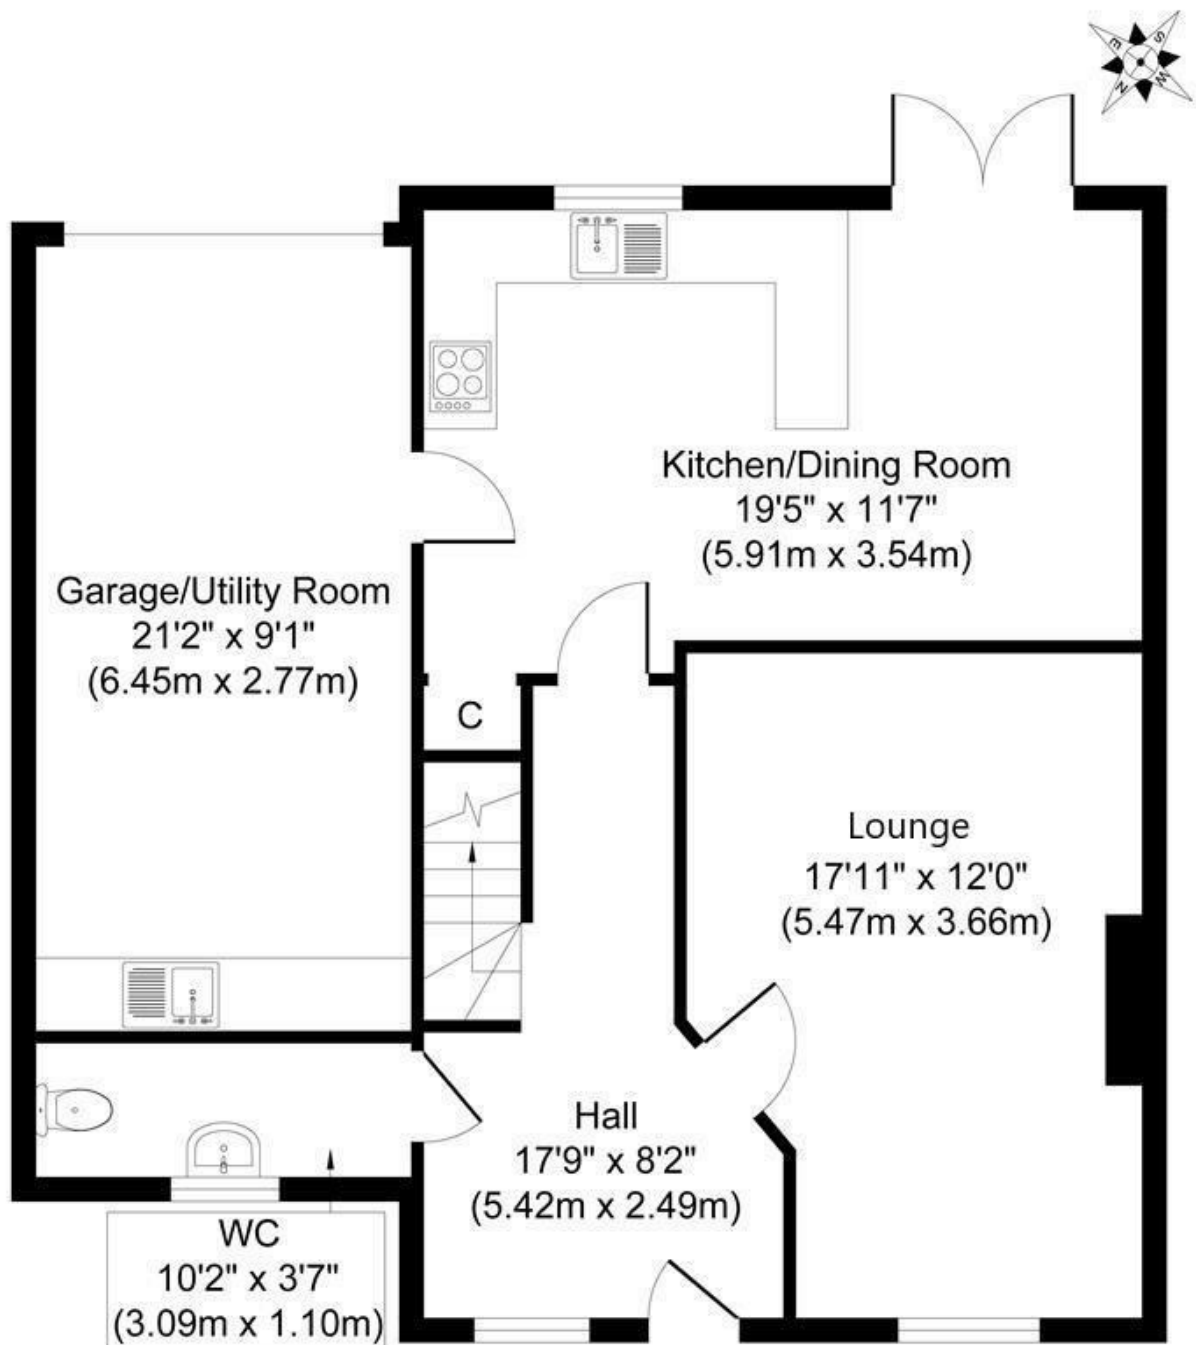 S
E
W
N
Kitchen/Dining Room
19'5" x 11'7"
(5.91m x 3.54m)
Garage/Utility Room
21'2" x 9'1"
(6.45m x 2.77m)
C
Lounge
17'11" x 12'0"
(5.47m x 3.66m)
Hall
17'9" x 8'2"
(5.42m x 2.49m)
WC
10'2" x 3'7"
(3.09m x 1.10m)